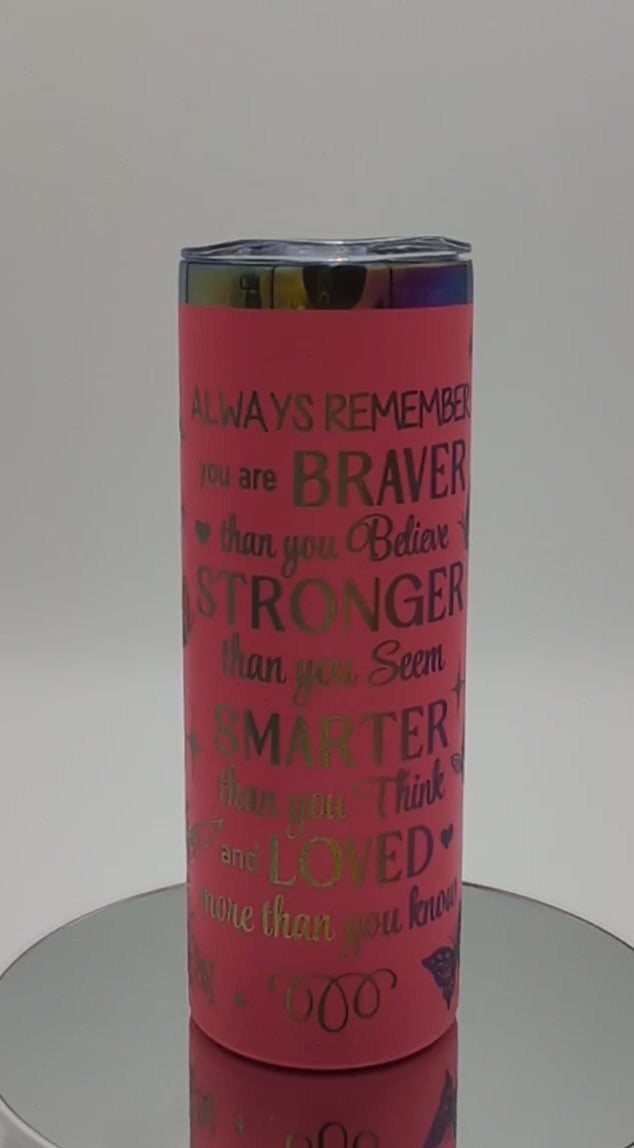 ALWAYS REMEMBER
you are BRAVER
than you Believe
STRONGER
than you Seem
SMARTER
than you Think
and LOVED
more than you know